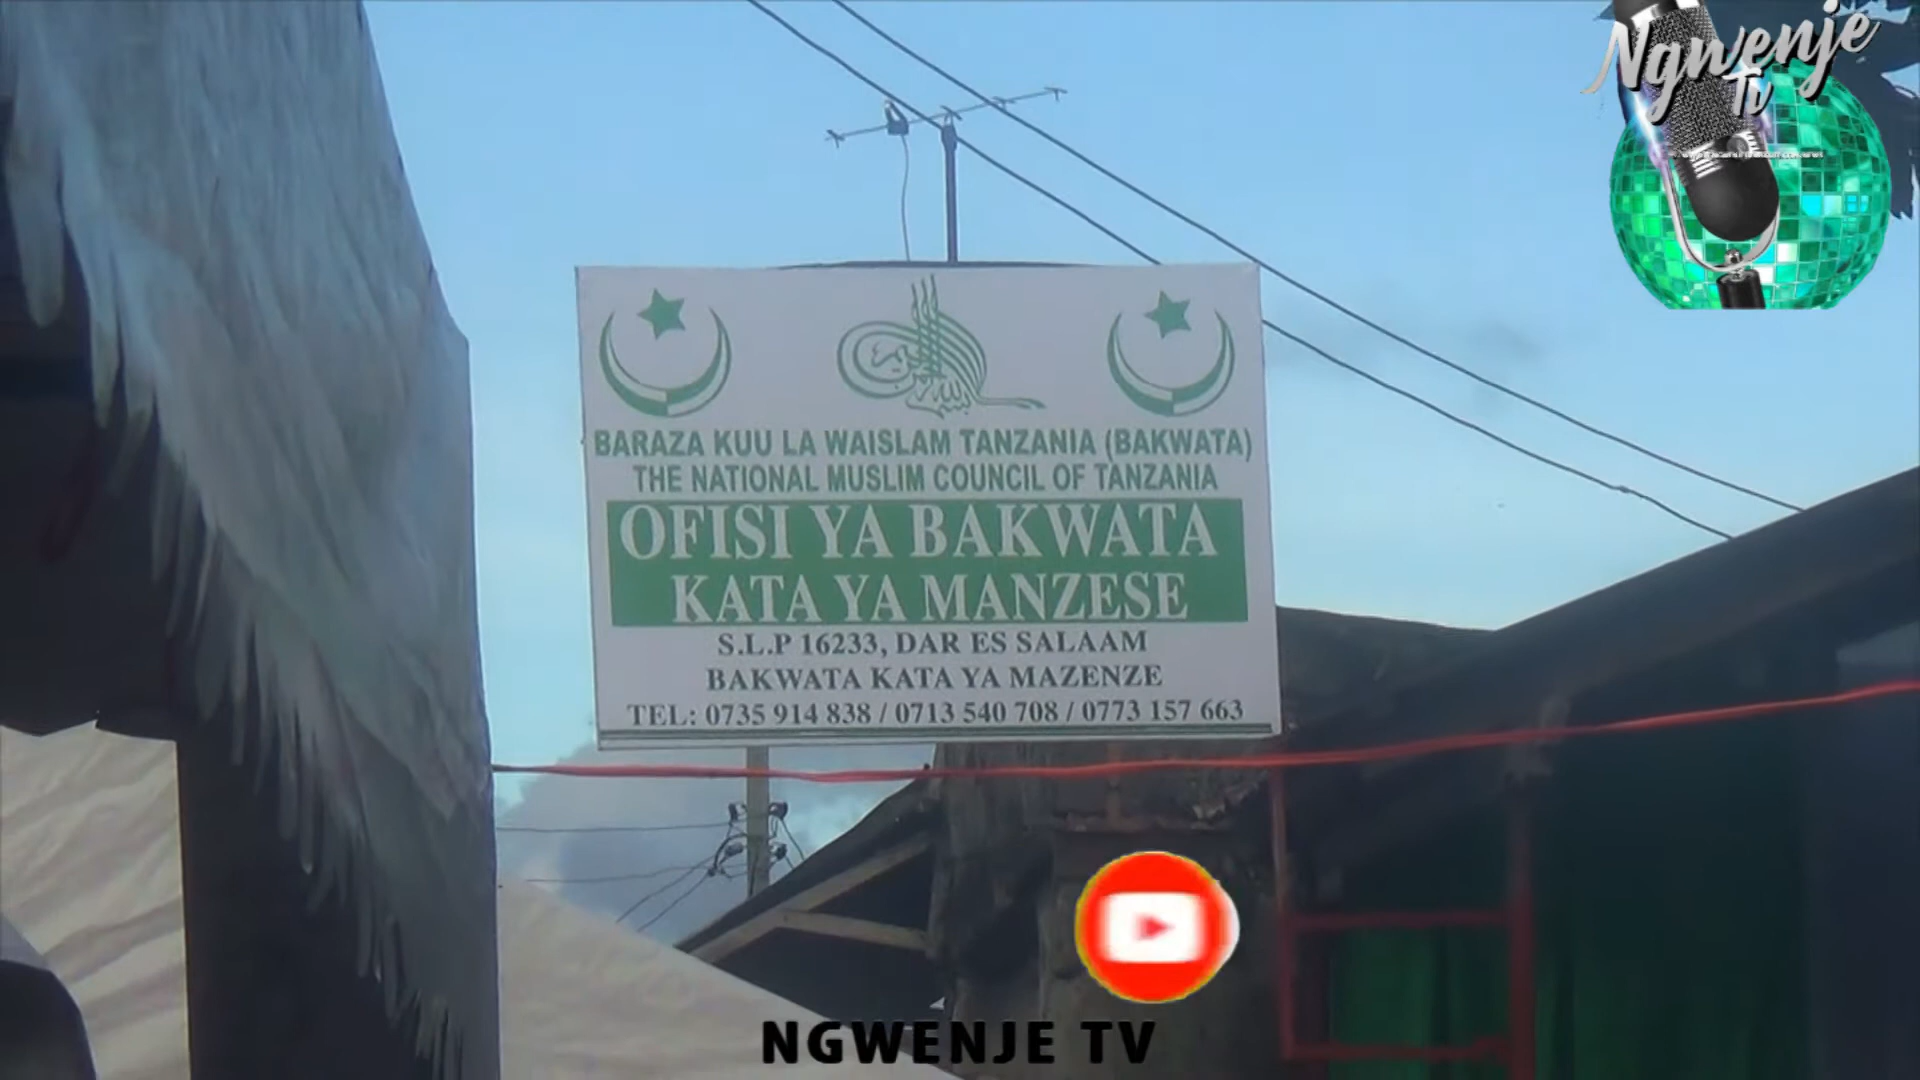 Ngwenje
Tv
BARAZA KUU LA WAISLAM TANZANIA (BAKWATA)
THE NATIONAL MUSLIM COUNCIL OF TANZANIA
OFISI YA BAKWATA
KATA YA MANZESE
S.L.P 16233, DAR ES SALAAM
BAKWATA KATA YA MAZENZE
TEL: 0735 914 838 / 0713 540 708 / 0773 157 663
NGWENJE TV